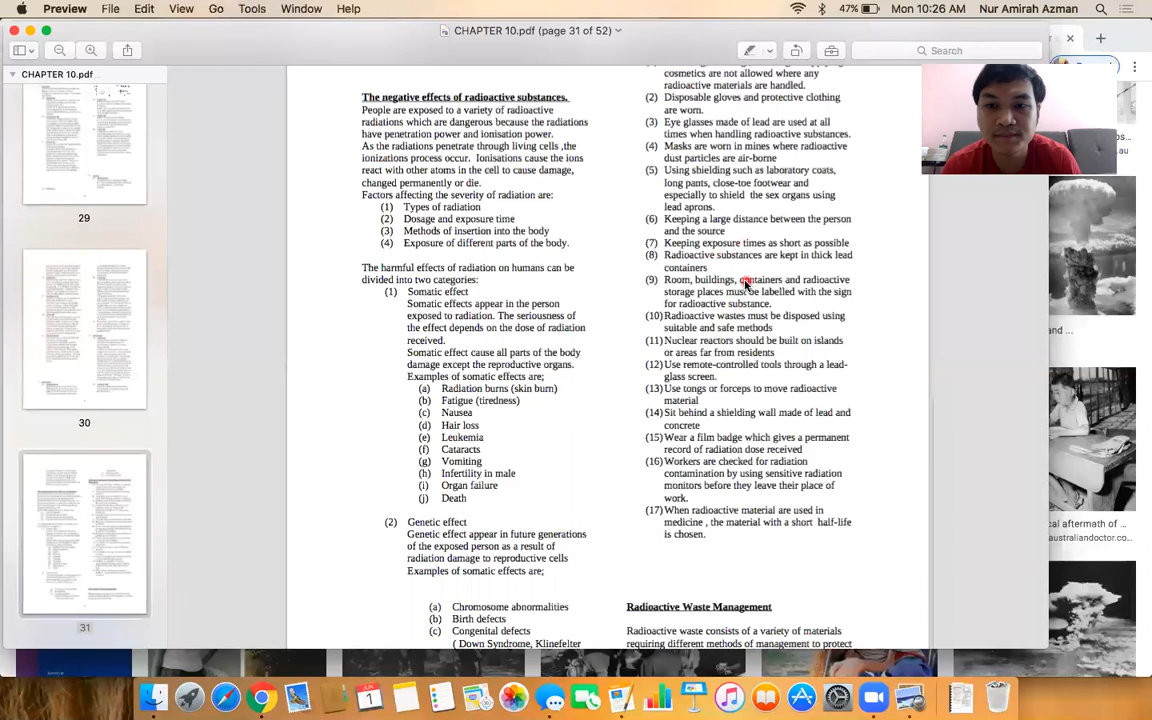 Preview File Edit View Go Tools Window Help
47% Mon 10:26 AM Nur Amirah Azman
CHAPTER 10.pdf (page 31 of 52)
Search
CHAPTER 10.pdf
29
30
31
The negative effects of radioactive substances.
People are exposed to a variety of radioactive
radiations which are dangerous because the radiations
have penetration power and ionisation power.
As the radiations penetrate through living cells ,the
ionizations process occur. Ionisations cause the ions
react with other atoms in the cell to cause damage,
changed permanently or die.
Factors affecting the severity of radiation are:
(1) Types of radiation
(2) Dosage and exposure time
(3) Methods of insertion into the body
(4) Exposure of different parts of the body.
The harmful effects of radiation on humans can be
divided into two categories:
(1) Somatic effect
Somatic effects appear in the person
exposed to radiation. The seriousness of
the effect depends on the dose of radiation
received.
Somatic effect cause all parts of the body
damage except the reproductive organs.
Examples of somatic effects are;
(a) Radiation burns (skin burn)
(b) Fatigue (tiredness)
(c) Nausea
(d) Hair loss
(e) Leukemia
(f) Cataracts
(g) Vomiting
(h) Infertility in male
(i) Organ failure
(j) Death
(2) Genetic effect
Genetic effect appear in future generations
of the exposed person as a result of
radiation damage to reproductive cells
Examples of somatic effects are;
(a) Chromosome abnormalities
(b) Birth defects
(c) Congenital defects
( Down Syndrome, Klinefelter
cosmetics are not allowed where any
radioactive materials are handled.
(2) Disposable gloves and protective clothing
are worn.
(3) Eye glasses made of lead are used at all
times when handling radioactive substances.
(4) Masks are worn in mines where radioactive
dust particles are air-borne
(5) Using shielding such as laboratory coats,
long pants, close-toe footwear and
especially to shield the sex organs using
lead aprons.
(6) Keeping a large distance between the person
and the source
(7) Keeping exposure times as short as possible
(8) Radioactive substances are kept in thick lead
containers
(9) Room, buildings, containers and radioactive
storage places must be labelled with the sign
for radioactive substance.
(10)Radioactive wastes must be disposed using
suitable and safe methods
(11)Nuclear reactors should be built on islands
or areas far from residents
(12)Use remote-controlled tools through a lead-
glass screen.
(13)Use tongs or forceps to move radioactive
material
(14)Sit behind a shielding wall made of lead and
concrete
(15)Wear a film badge which gives a permanent
record of radiation dose received
(16)Workers are checked for radiation
contamination by using sensitive radiation
monitors before they leave their place of
work.
(17)When radioactive material are used in
medicine , the material with a short half-life
is chosen.
Radioactive Waste Management
Radioactive waste consists of a variety of materials
requiring different methods of management to protect
and ...
cal aftermath of ...
australiandoctor.co...
JUN
1